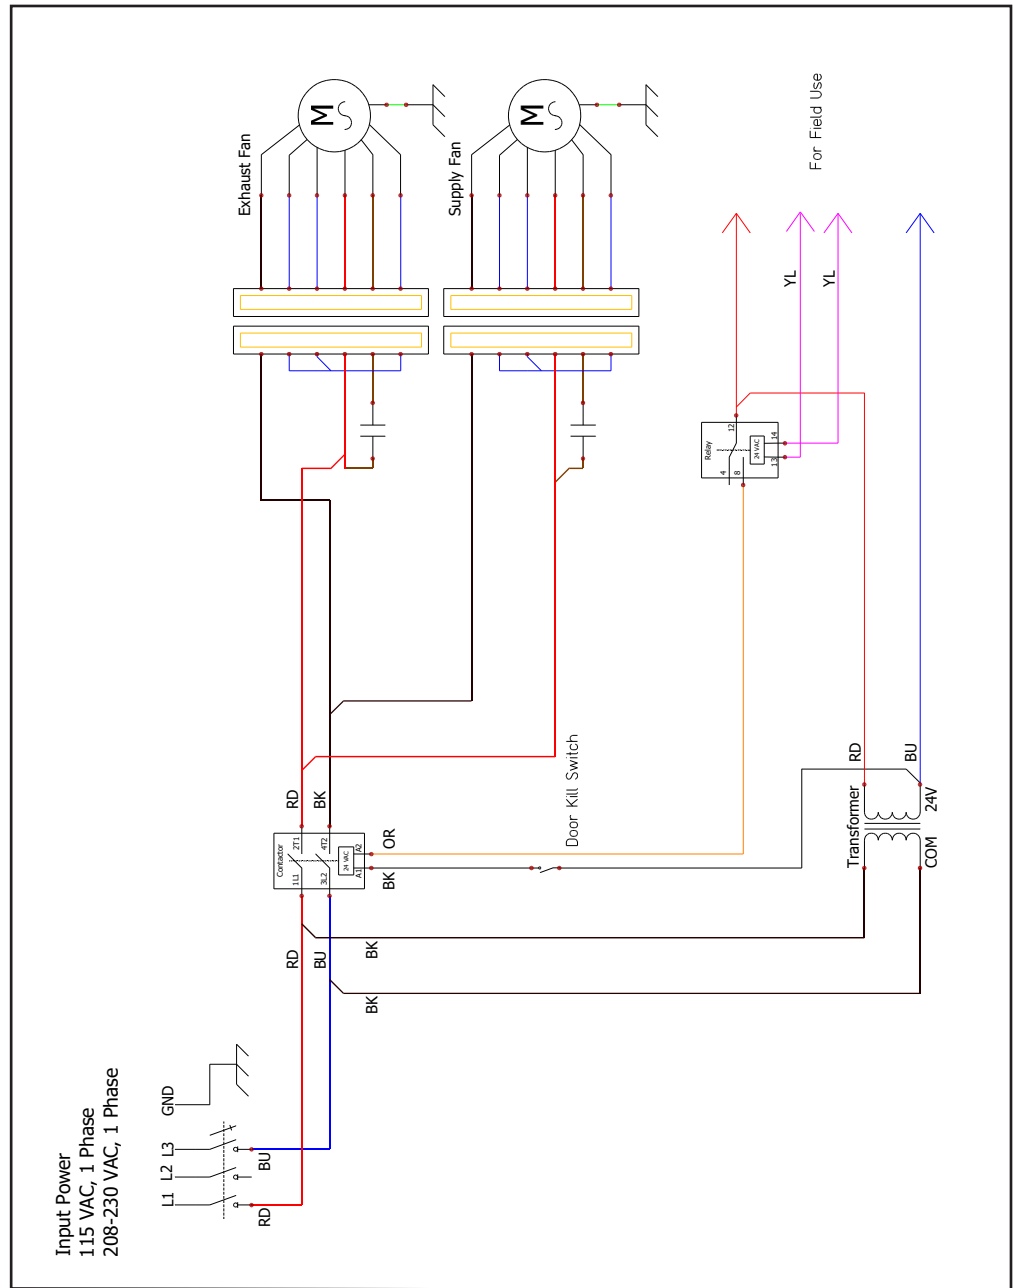 Input Power
115 VAC, 1 Phase
208-230 VAC, 1 Phase
L1
L2
L3
GND
RD
BU
RD
BU
BK
BK
Contactor
1L1
2T1
3L2
4T2
24 VAC
A1
A2
BK
OR
RD
BK
Door Kill Switch
Transformer
COM
24V
RD
BU
Relay
4
8
12
24 VAC
13
14
YL
YL
For Field Use
Exhaust Fan
M
Supply Fan
M